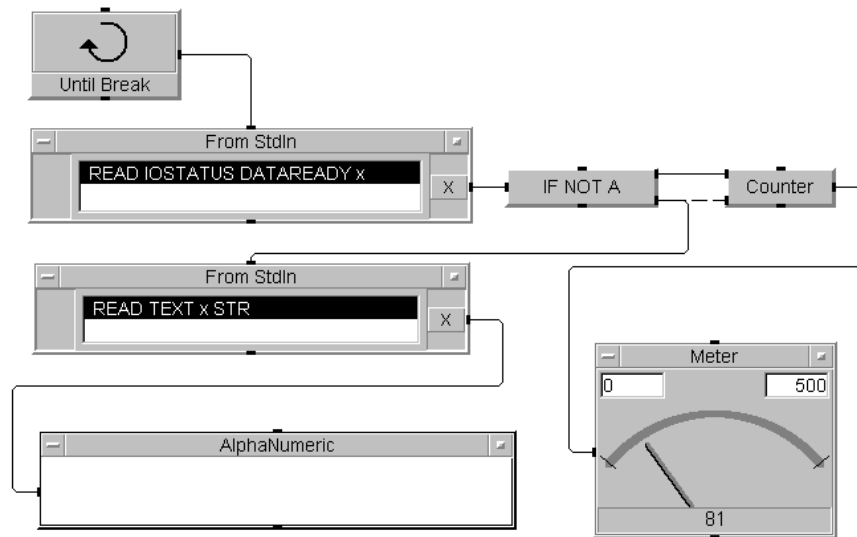 Until Break
From StdIn
READ IOSTATUS DATAREADY x
X
IF NOT A
Counter
From StdIn
READ TEXT x STR
X
Meter
0
500
AlphaNumeric
81